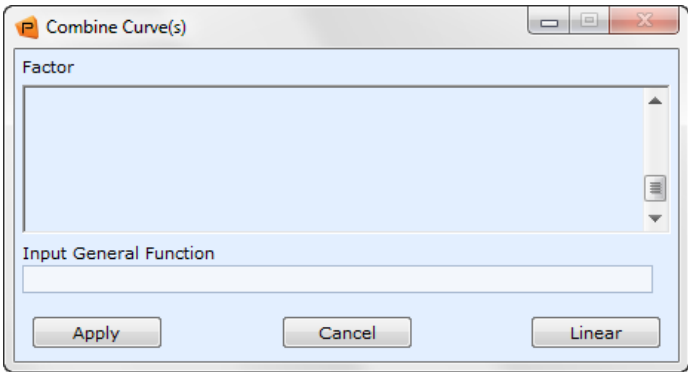 Combine Curve(s)
Factor
Input General Function
Apply Cancel Linear